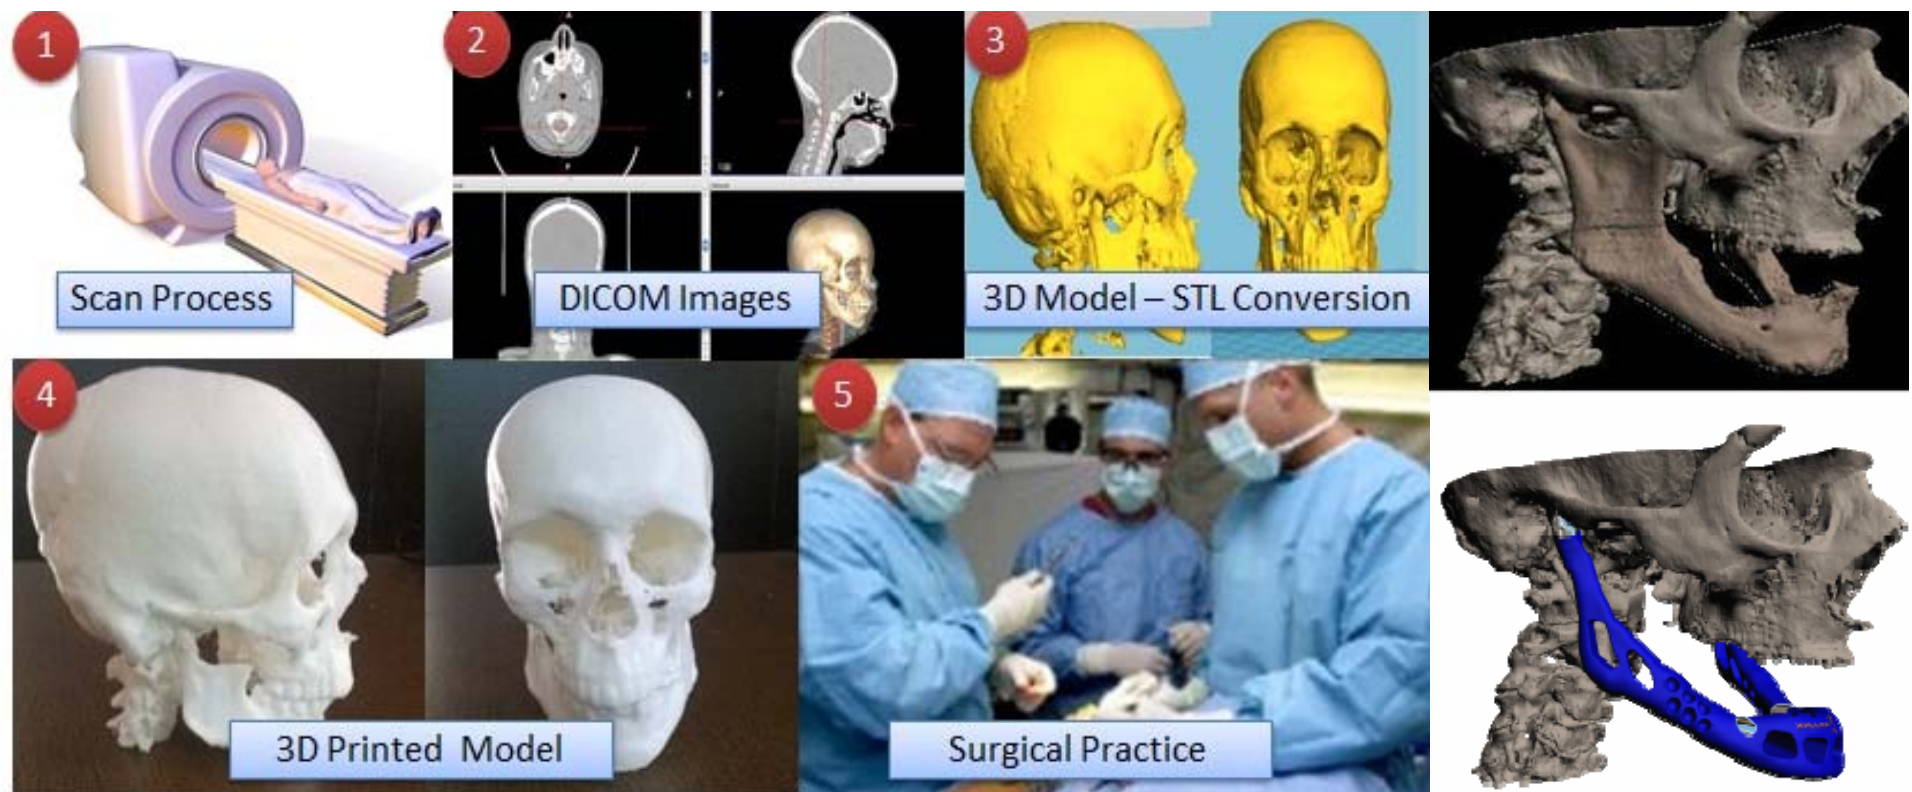 1
Scan Process
2
DICOM Images
3
3D Model – STL Conversion
4
3D Printed Model
5
Surgical Practice